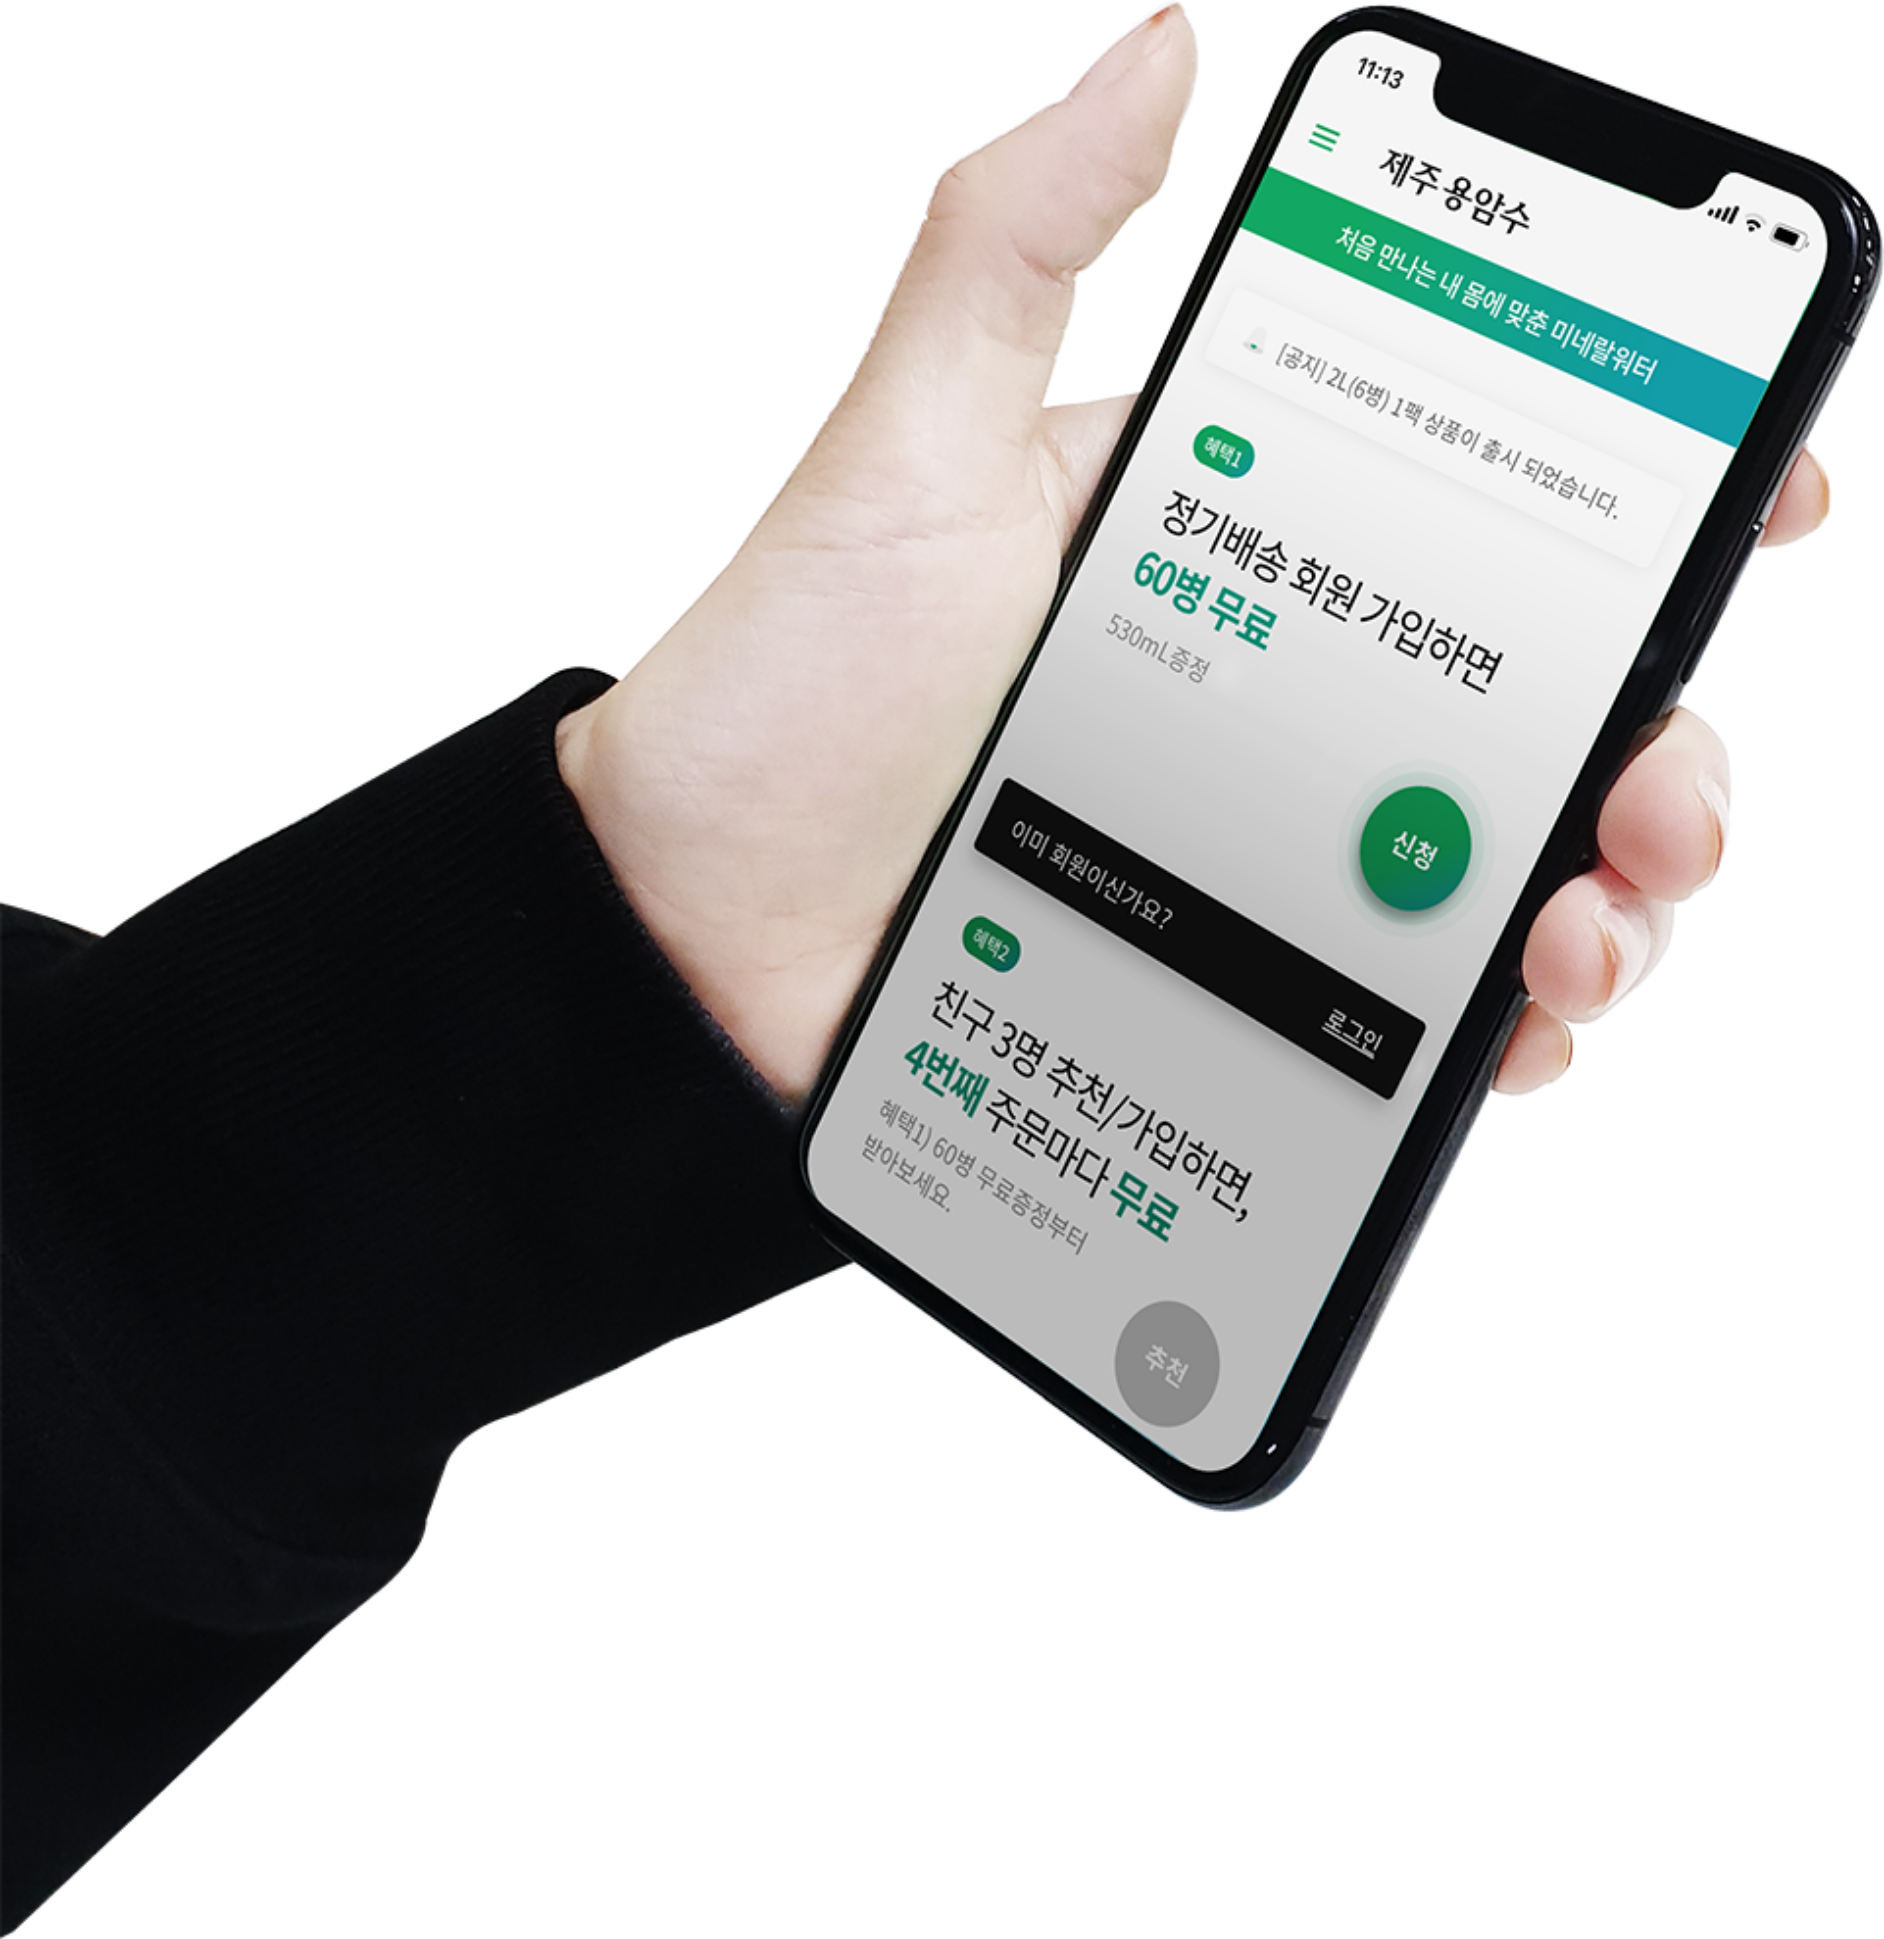 11:13
제주용암수
처음 만나는 내 몸에 맞춘 미네랄워터
[공지] 2L(6병) 1팩 상품이 출시 되었습니다.
혜택1
정기배송 회원 가입하면
60병 무료
530mL증정
신청
이미 회원이신가요?
로그인
혜택2
친구 3명 추천/가입하면,
4번째 주문마다 무료
혜택1) 60병 무료증정부터
받아보세요.
추천